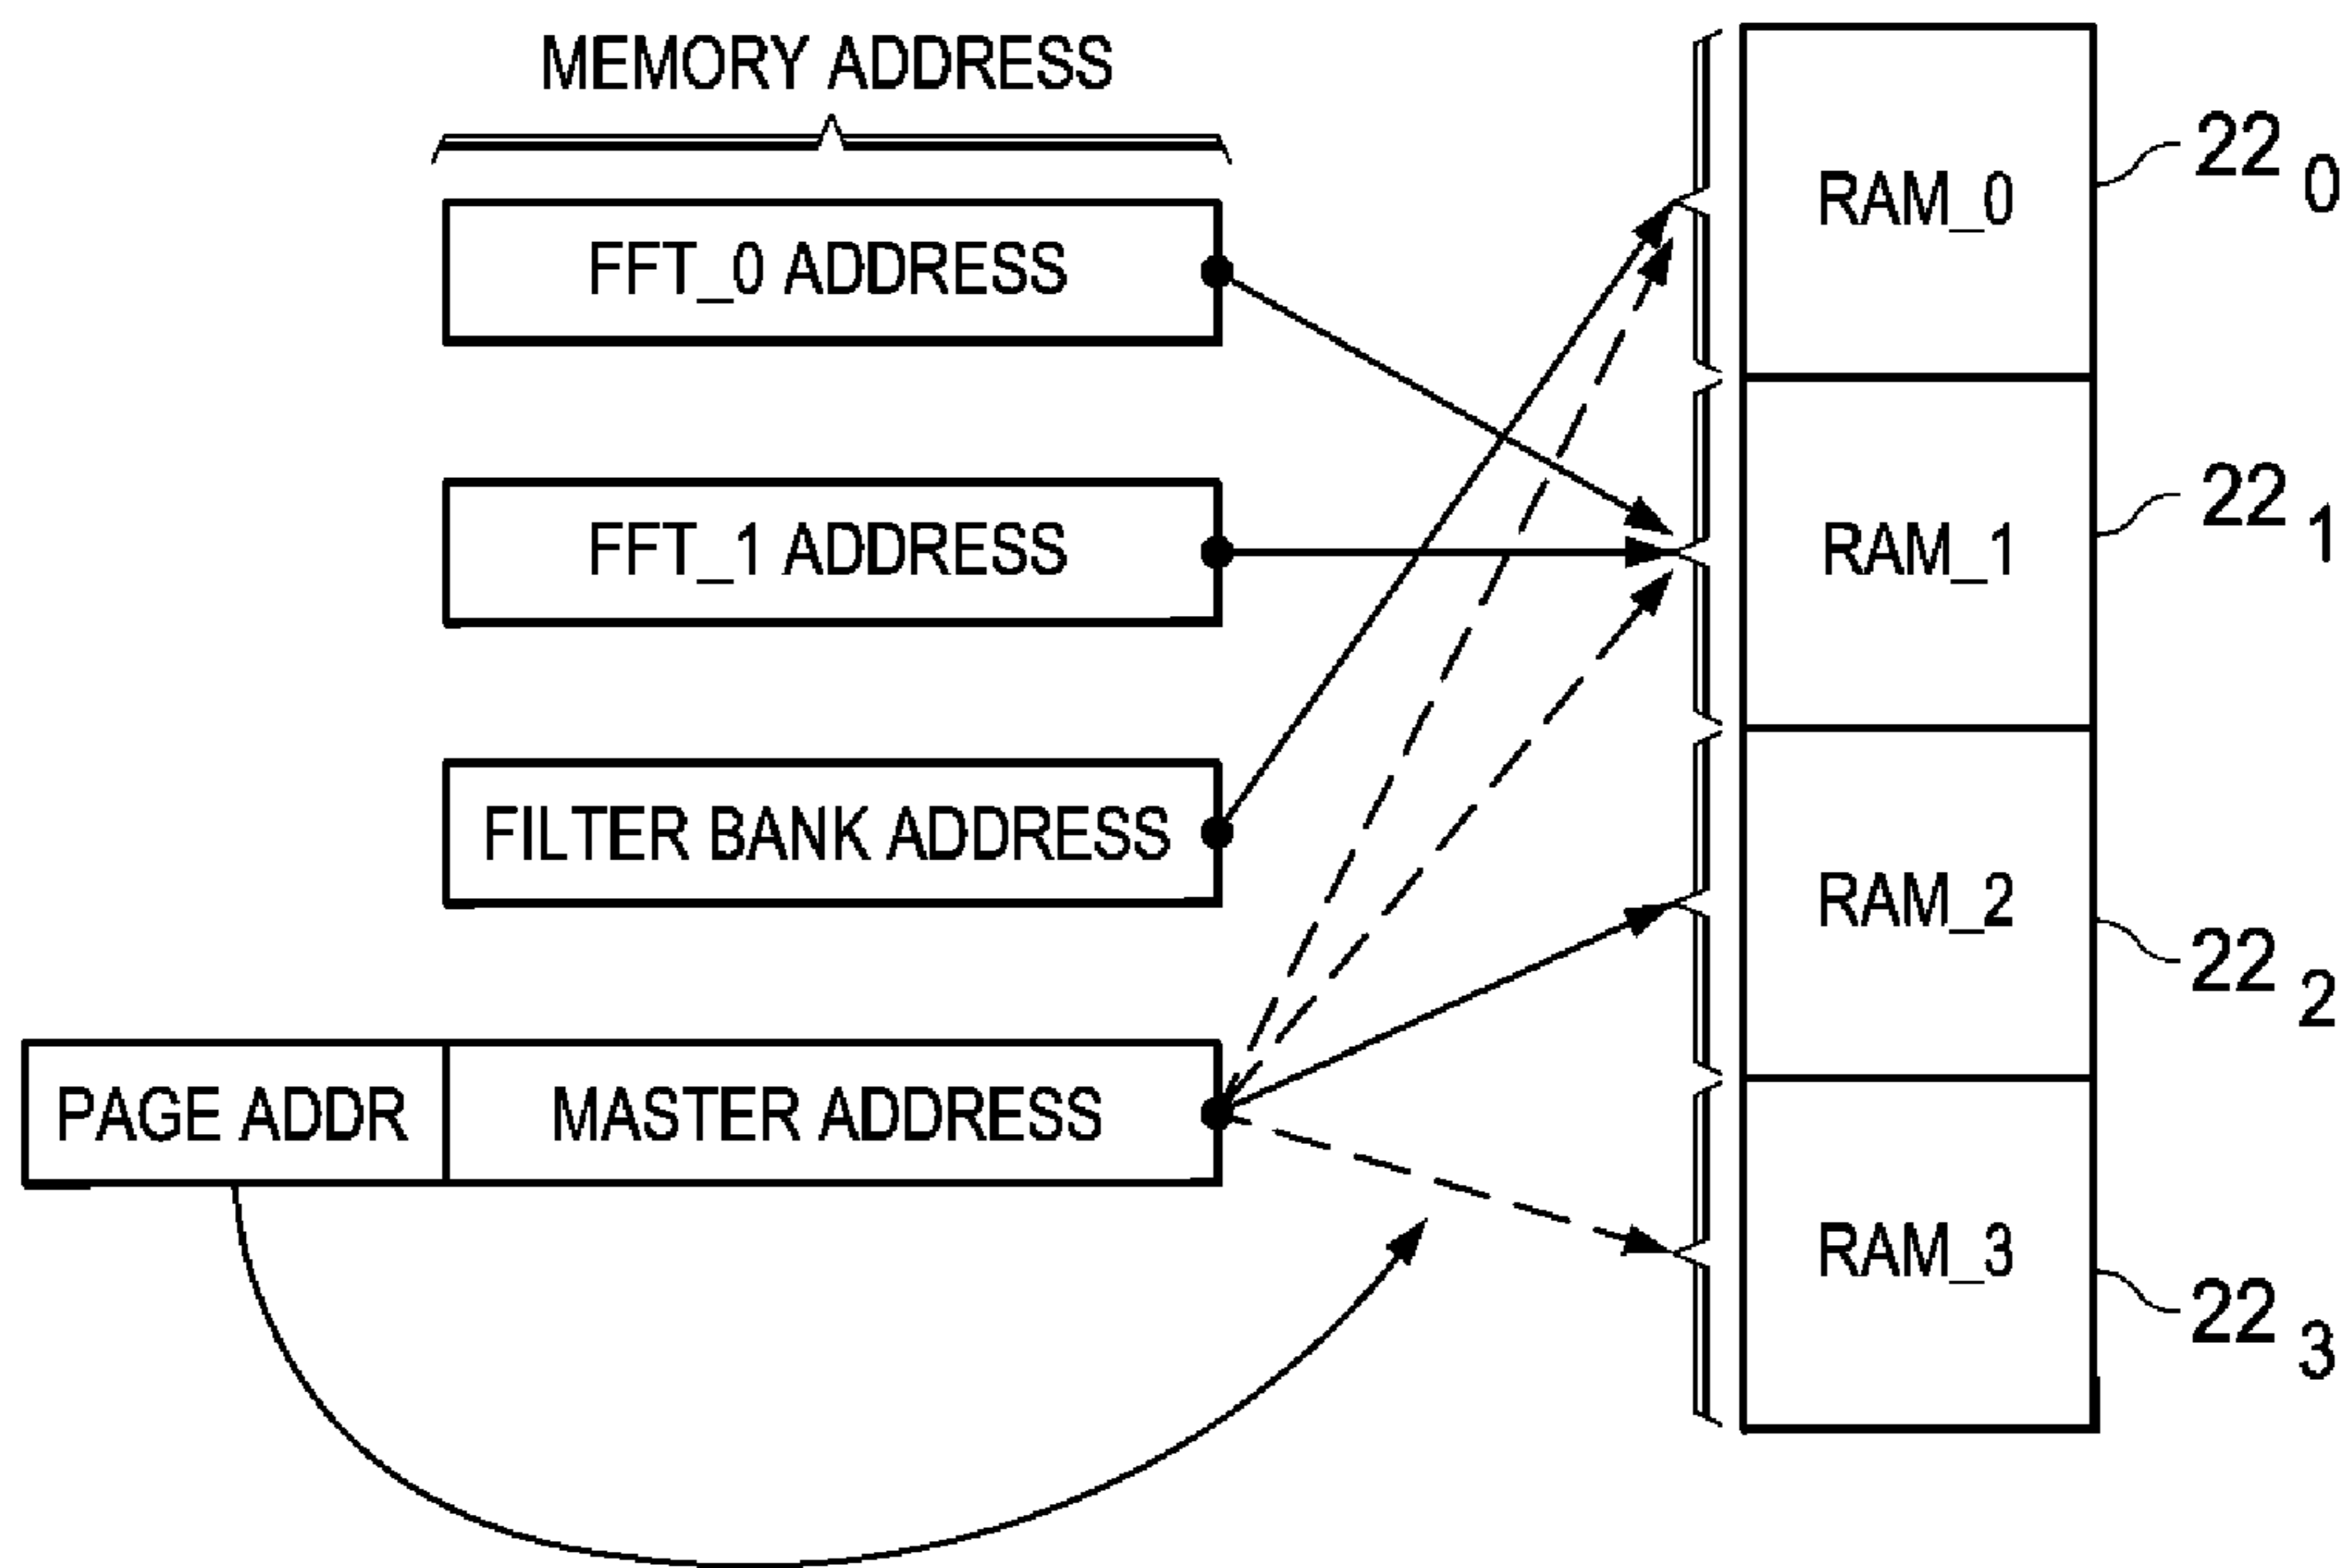 MEMORY ADDRESS
FFT_0 ADDRESS
FFT_1 ADDRESS
FILTER BANK ADDRESS
PAGE ADDR
MASTER ADDRESS
RAM_0
22 0
RAM_1
22 1
RAM_2
22 2
RAM_3
22 3